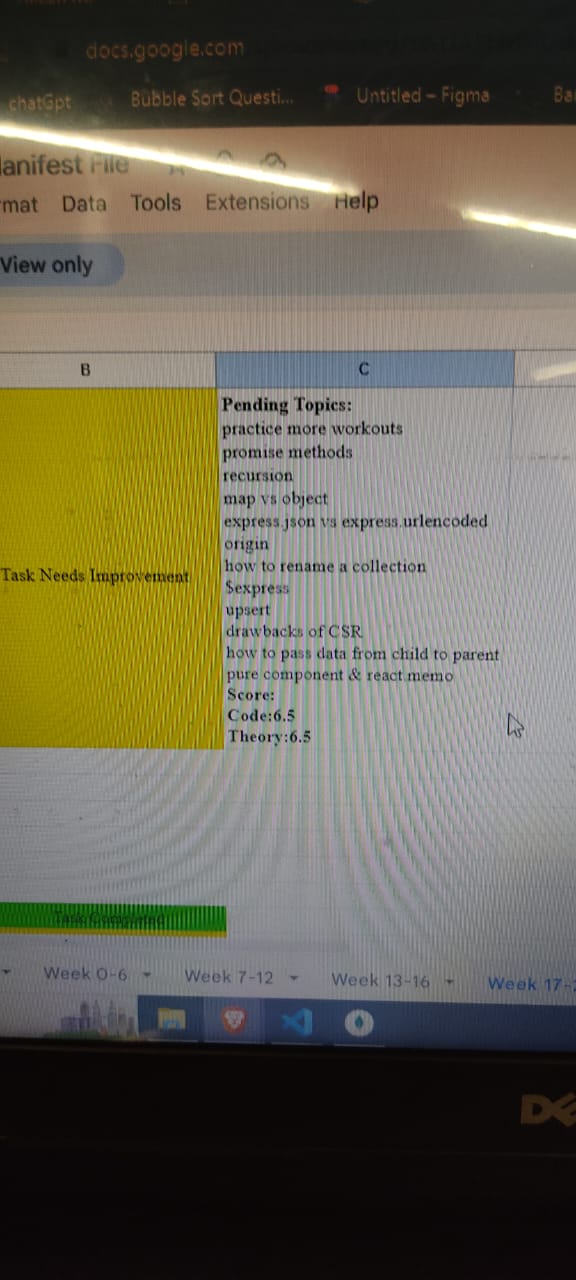 docs.google.com
chatGpt Bubble Sort Questi... Untitled – Figma Ba
anifest File
mat Data Tools Extensions Help
View only
B C
Task Needs Improvement
Pending Topics:
practice more workouts
promise methods
recursion
map vs object
express.json vs express.urlencoded
origin
how to rename a collection
$express
upsert
drawbacks of CSR
how to pass data from child to parent
pure component & react.memo
Score:
Code:6.5
Theory:6.5
Task Completed
Week 0-6 Week 7-12 Week 13-16 Week 17-
DE